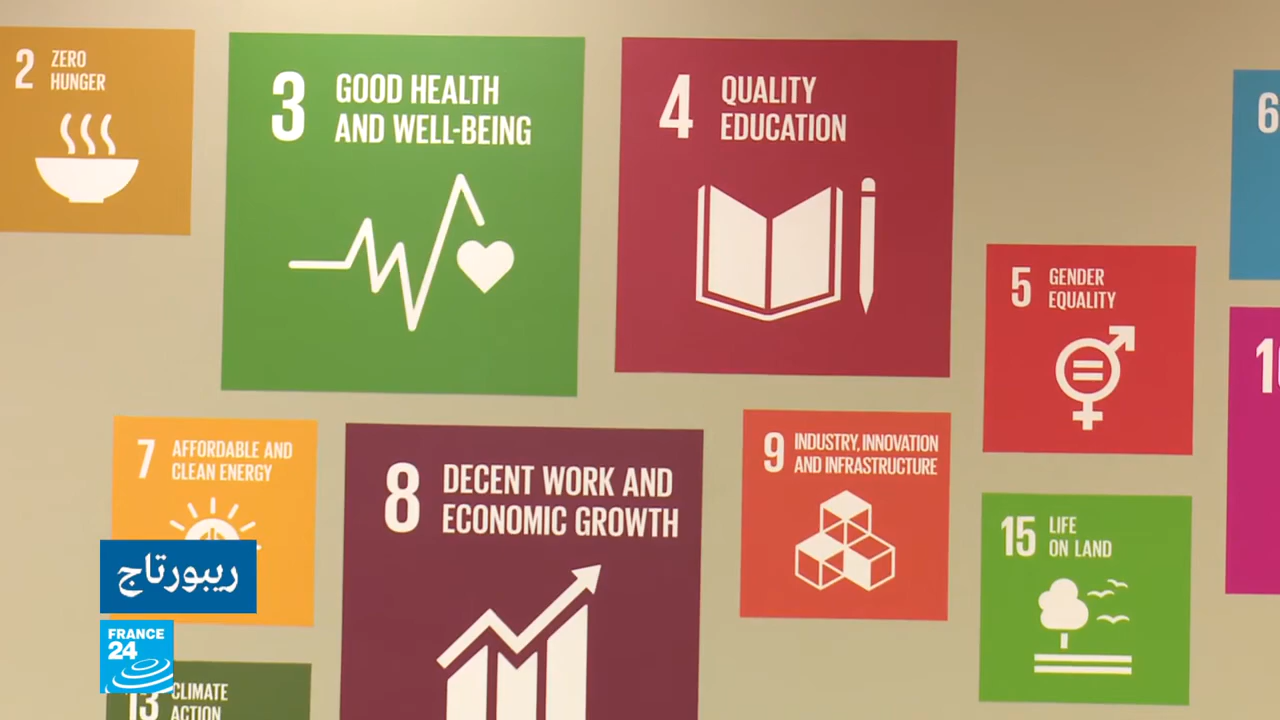 2 ZERO
HUNGER
3 GOOD HEALTH
AND WELL-BEING
4 QUALITY
EDUCATION
6
5 GENDER
EQUALITY
7 AFFORDABLE AND
CLEAN ENERGY
8 DECENT WORK AND
ECONOMIC GROWTH
9 INDUSTRY, INNOVATION
AND INFRASTRUCTURE
10
15 LIFE
ON LAND
ريبورتاج
FRANCE
24
13 CLIMATE
ACTION